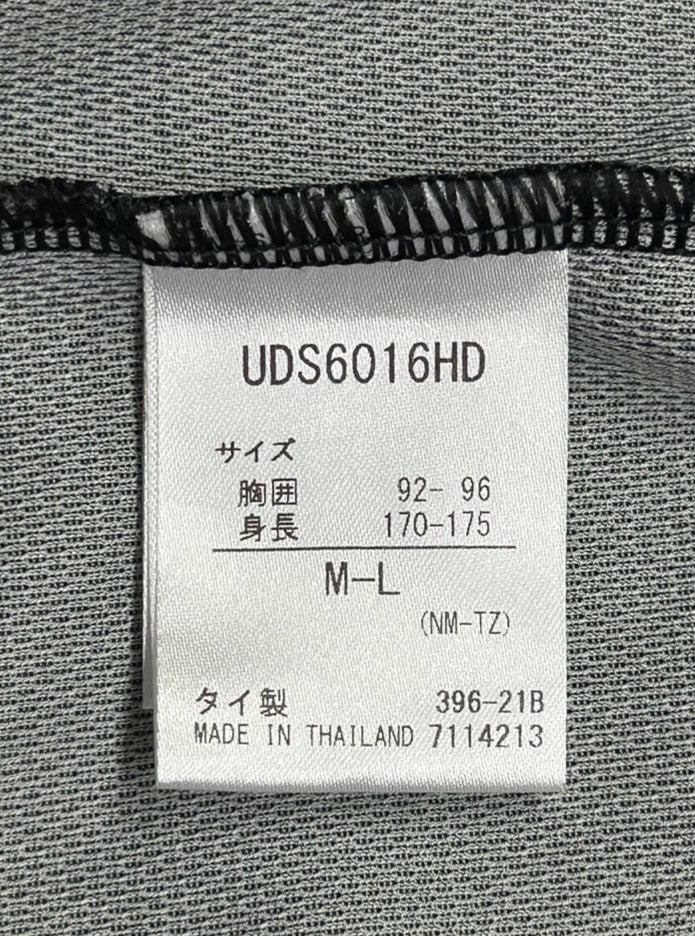 UDS6016HD
サイズ
胸囲 92- 96
身長 170-175
M-L
(NM-TZ)
タイ製 396-21B
MADE IN THAILAND 7114213